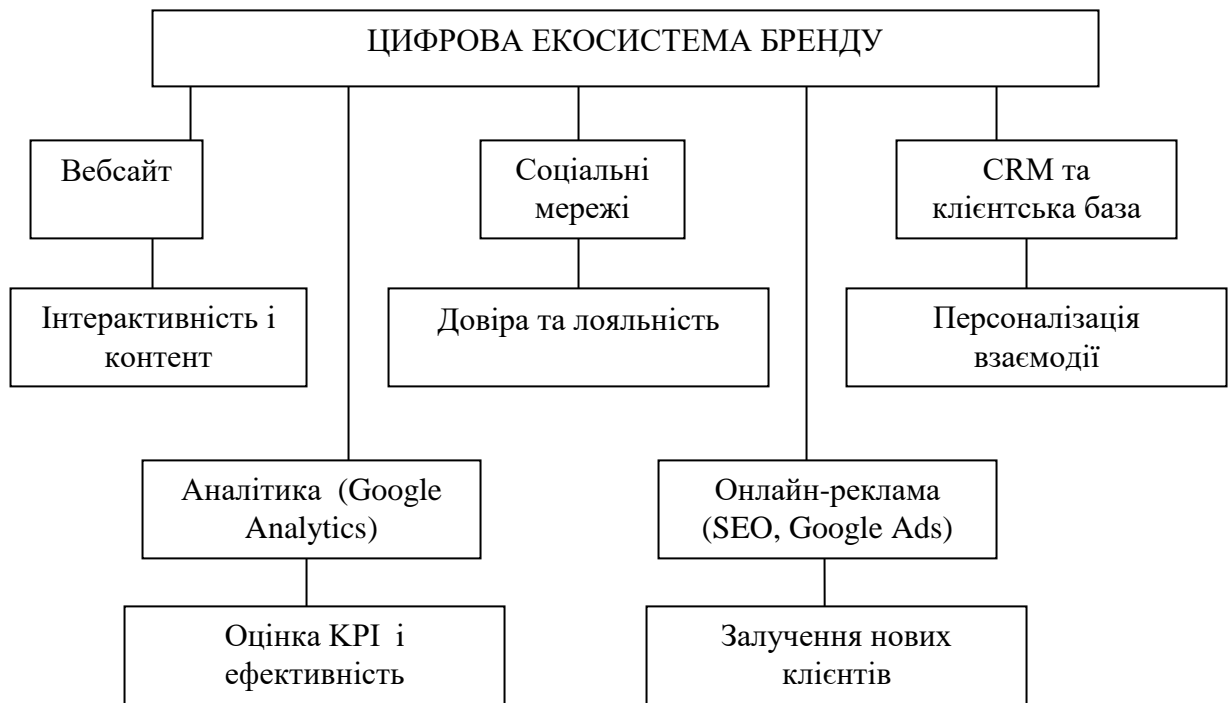 ЦИФРОВА ЕКОСИСТЕМА БРЕНДУ
Вебсайт
Соціальні
мережі
CRM та
клієнтська база
Інтерактивність і
контент
Довіра та лояльність
Персоналізація
взаємодії
Аналітика (Google
Analytics)
Онлайн-реклама
(SEO, Google Ads)
Оцінка KPI і
ефективність
Залучення нових
клієнтів